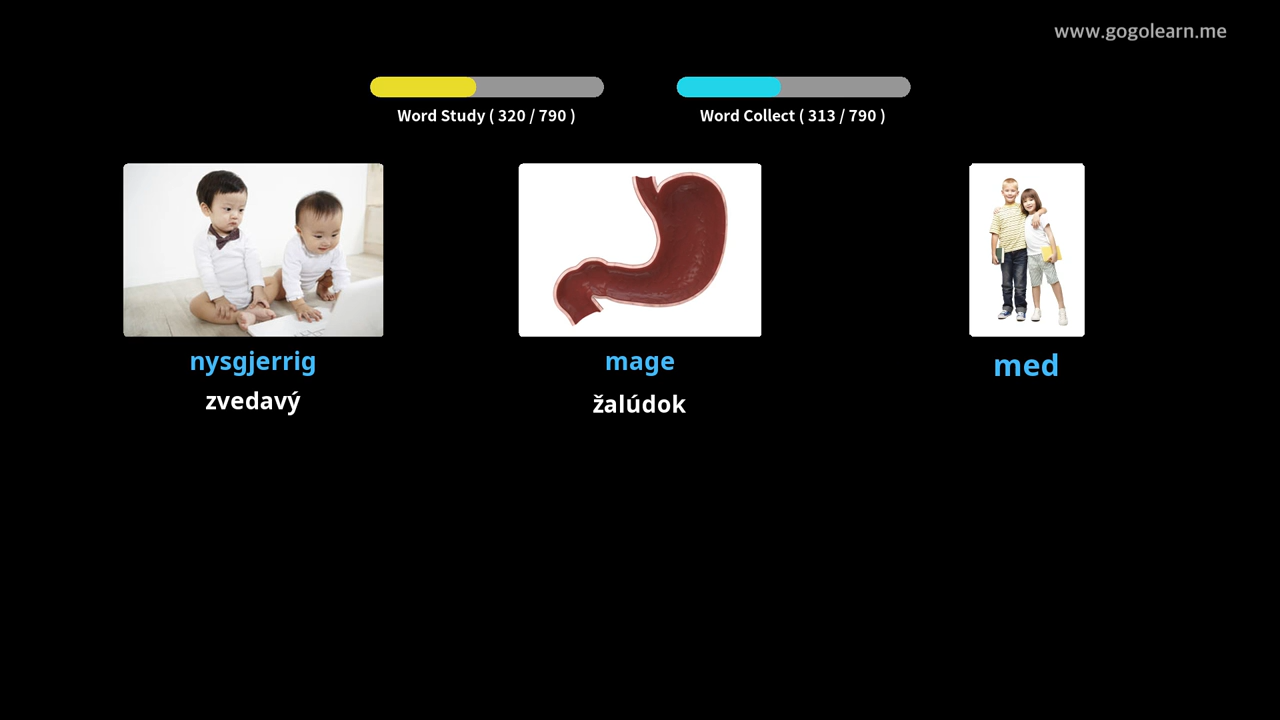 www.gogolearn.me
Word Study ( 320 / 790 )
Word Collect ( 313 / 790 )
nysgjerrig
zvedavý
mage
žalúdok
med